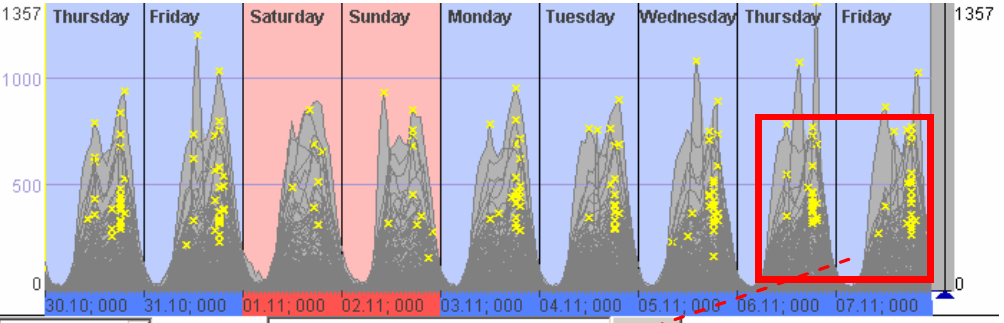 1357 Thursday Friday Saturday Sunday Monday Tuesday Wednesday Thursday Friday 1357
1000
500
0 0
30.10;,000 31.10;,000 01.11;,000 02.11;,000 03.11;,000 04.11;,000 05.11;,000 06.11;,000 07.11;,000